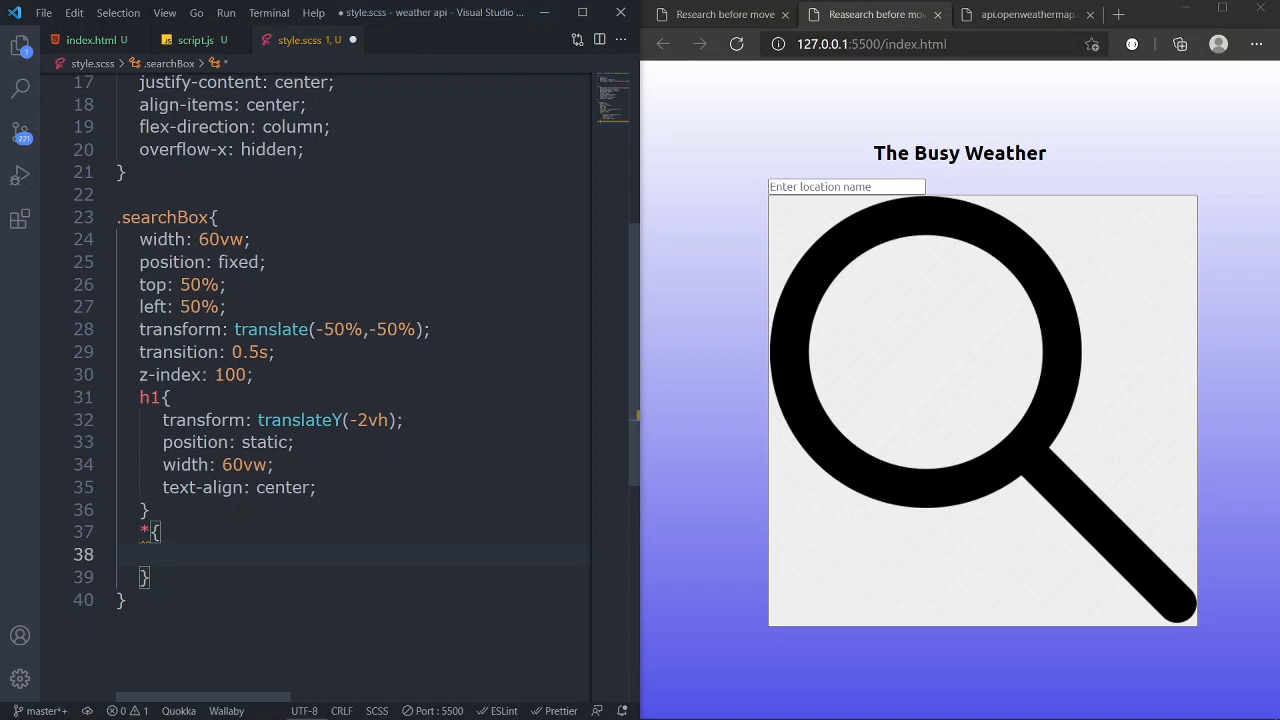 File Edit Selection View Go Run Terminal Help ● style.scss - weather api - Visual Studio ...
index.html U script.js U style.scss 1, U
style.scss > .searchBox > *
17 justify-content: center;
18 align-items: center;
19 flex-direction: column;
20 overflow-x: hidden;
21 }
22
23 .searchBox{
24 width: 60vw;
25 position: fixed;
26 top: 50%;
27 left: 50%;
28 transform: translate(-50%,-50%);
29 transition: 0.5s;
30 z-index: 100;
31 h1{
32 transform: translateY(-2vh);
33 position: static;
34 width: 60vw;
35 text-align: center;
36 }
37 *{
38
39 }
40 }
1
221
master*+ 0 1 Quokka Wallaby UTF-8 CRLF SCSS Port : 5500 ESLint Prettier
Research before move Reasearch before mov api.openweathermap.
127.0.0.1:5500/index.html
The Busy Weather
Enter location name